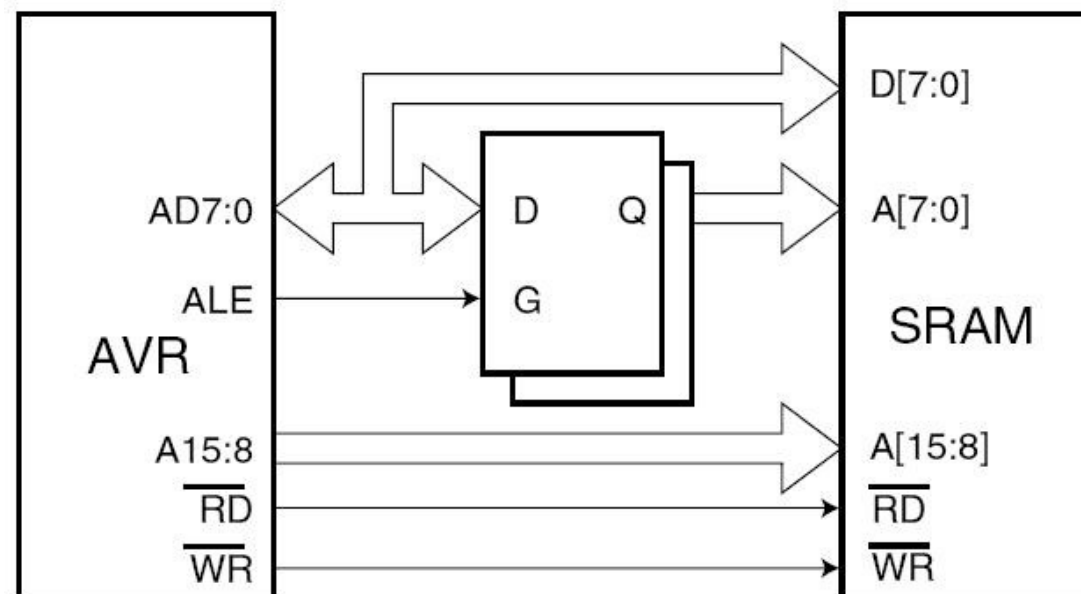 D[7:0]
AD7:0
D
Q
A[7:0]
ALE
G
AVR
SRAM
A15:8
A[15:8]
RD
RD
WR
WR